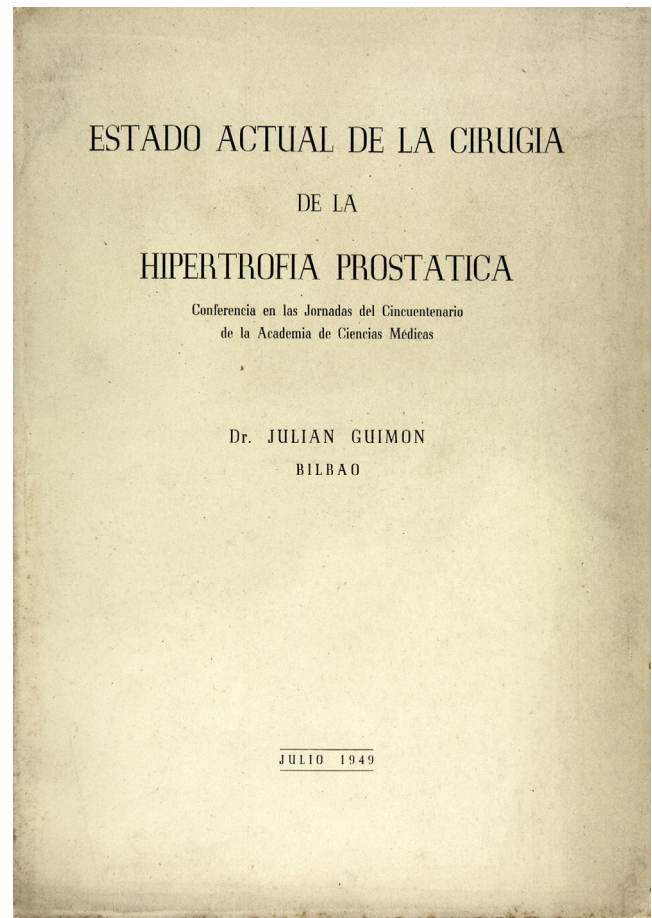 ESTADO ACTUAL DE LA CIRUGIA
DE LA
HIPERTROFIA PROSTATICA
Conferencia en las Jornadas del Cincuentenario
de la Academia de Ciencias Médicas
Dr. JULIAN GUIMON
BILBAO
JULIO 1949